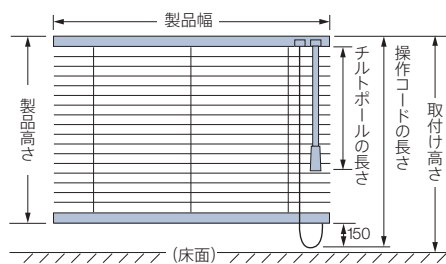 製品幅
製品高さ
チルトポールの長さ
操作コードの長さ
取付け高さ
150
(床面)